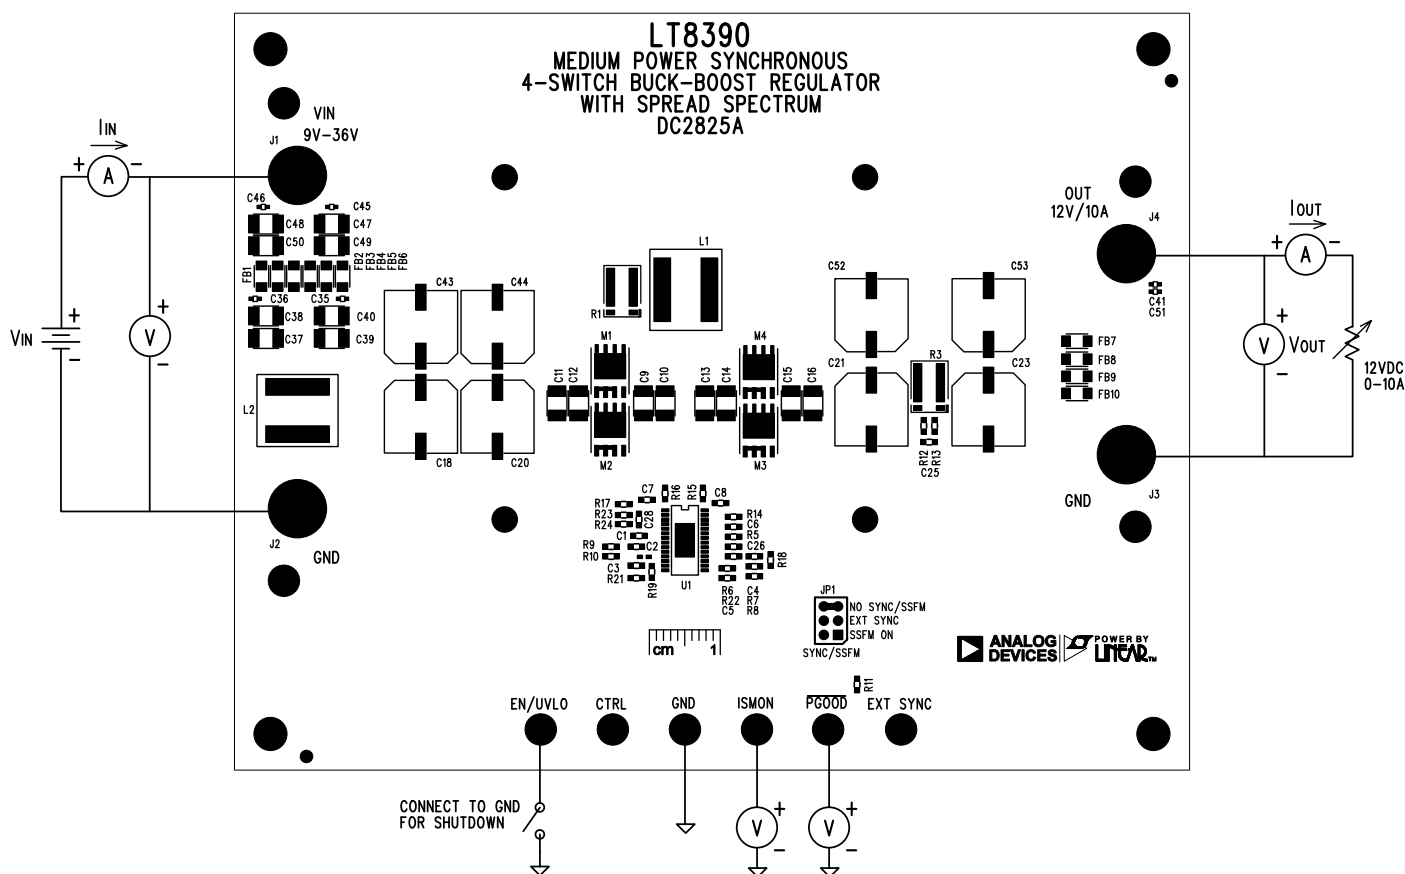 LT8390
MEDIUM POWER SYNCHRONOUS
4-SWITCH BUCK-BOOST REGULATOR
WITH SPREAD SPECTRUM
DC2825A
VIN
9V-36V
J1
IIN
+ A −
C46
C45
C48
C47
C50
C49
FB1
FB2
FB3
FB4
FB5
FB6
C36
C35
C38
C40
C37
C39
VIN
+
−
+
V
−
L2
J2
GND
C43
C44
C18
C20
R1
L1
M1
M4
C11
C12
C9
C10
C13
C14
C15
C16
M2
M3
C52
C53
C21
R3
C23
R12
R13
C25
OUT
12V/10A
J4
C41
C51
FB7
FB8
FB9
FB10
IOUT
+ A −
+
V
−
VOUT
12VDC
0-10A
GND
J3
C7
R16
R15
C8
R17
R23
R24
C28
C1
R9
R10
C2
C3
R21
R19
U1
R14
C6
R5
C26
R18
R6
R22
C5
C4
R7
R8
JP1
NO SYNC/SSFM
EXT SYNC
SSFM ON
SYNC/SSFM
cm 1
ANALOG
DEVICES
POWER BY
LINEAR™
R11
EN/UVLO
CTRL
GND
ISMON
PGOOD
EXT SYNC
CONNECT TO GND
FOR SHUTDOWN
+
V
−
+
V
−